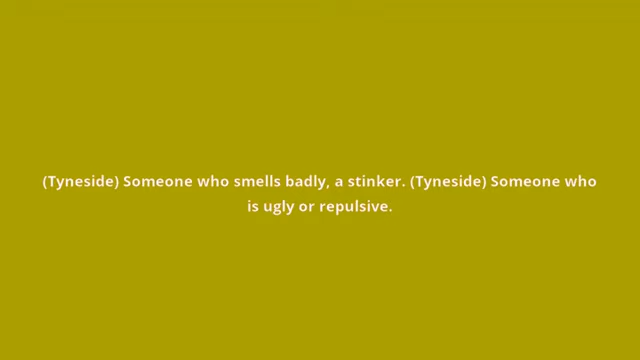 (Tyneside) Someone who smells badly, a stinker. (Tyneside) Someone who
is ugly or repulsive.